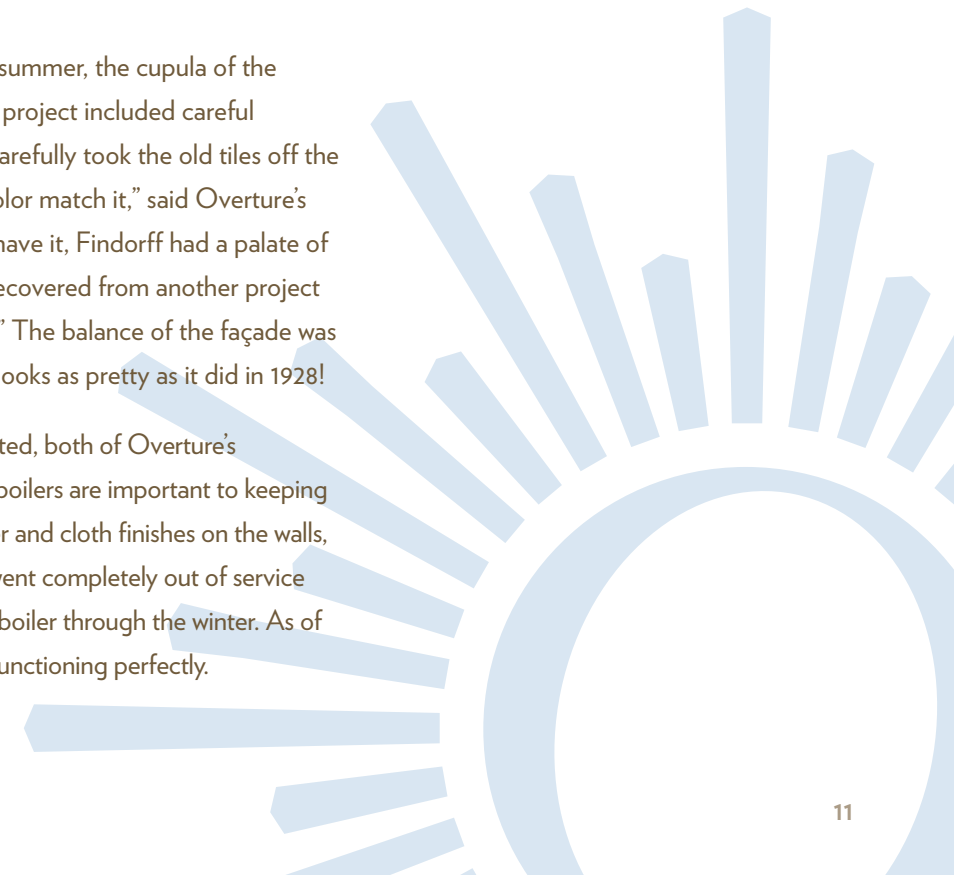 summer, the cupula of the
project included careful
arefully took the old tiles off the
olor match it,” said Overture’s
have it, Findorff had a palate of
ecovered from another project
” The balance of the façade was
ooks as pretty as it did in 1928!
ted, both of Overture’s
boilers are important to keeping
r and cloth finishes on the walls,
vent completely out of service
boiler through the winter. As of
unctioning perfectly.
11